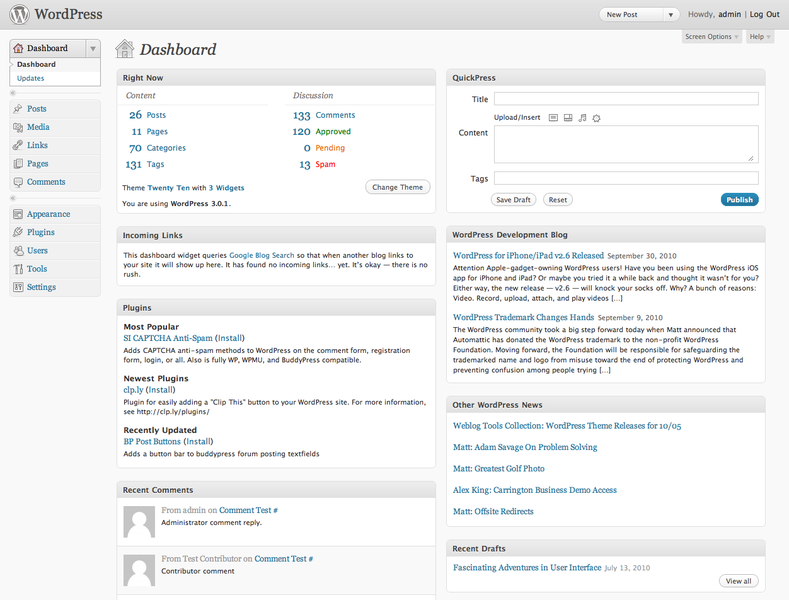 WordPress
New Post
Howdy, admin | Log Out
Screen Options
Help
Dashboard
Dashboard
Updates
Posts
Media
Links
Pages
Comments
Appearance
Plugins
Users
Tools
Settings
Dashboard
Right Now
Content
Discussion
26 Posts
133 Comments
11 Pages
120 Approved
70 Categories
0 Pending
131 Tags
13 Spam
Theme Twenty Ten with 3 Widgets
Change Theme
You are using WordPress 3.0.1.
Incoming Links
This dashboard widget queries Google Blog Search so that when another blog links to
your site it will show up here. It has found no incoming links... yet. It's okay — there is no
rush.
Plugins
Most Popular
SI CAPTCHA Anti-Spam (Install)
Adds CAPTCHA anti-spam methods to WordPress on the comment form, registration
form, login, or all. Also is fully WP, WPMU, and BuddyPress compatible.
Newest Plugins
clp.ly (Install)
Plugin for easily adding a "Clip This" button to your WordPress site. For more information,
see http://clp.ly/plugins/
Recently Updated
BP Post Buttons (Install)
Adds a button bar to buddypress forum posting textfields
Recent Comments
From admin on Comment Test #
Administrator comment reply.
From Test Contributor on Comment Test #
Contributor comment
QuickPress
Title
Upload/Insert
Content
Tags
Save Draft
Reset
Publish
WordPress Development Blog
WordPress for iPhone/iPad v2.6 Released September 30, 2010
Attention Apple-gadget-owning WordPress users! Have you been using the WordPress iOS
app for iPhone and iPad? Or maybe you tried it a while back and thought it wasn't for you?
Either way, the new release — v2.6 — will knock your socks off. Why? A bunch of reasons:
Video. Record, upload, attach, and play videos [...]
WordPress Trademark Changes Hands September 9, 2010
The WordPress community took a big step forward today when Matt announced that
Automattic has donated the WordPress trademark to the non-profit WordPress
Foundation. Moving forward, the Foundation will be responsible for safeguarding the
trademarked name and logo from misuse toward the end of protecting WordPress and
preventing confusion among people trying [...]
Other WordPress News
Weblog Tools Collection: WordPress Theme Releases for 10/05
Matt: Adam Savage On Problem Solving
Matt: Greatest Golf Photo
Alex King: Carrington Business Demo Access
Matt: Offsite Redirects
Recent Drafts
Fascinating Adventures in User Interface July 13, 2010
View all